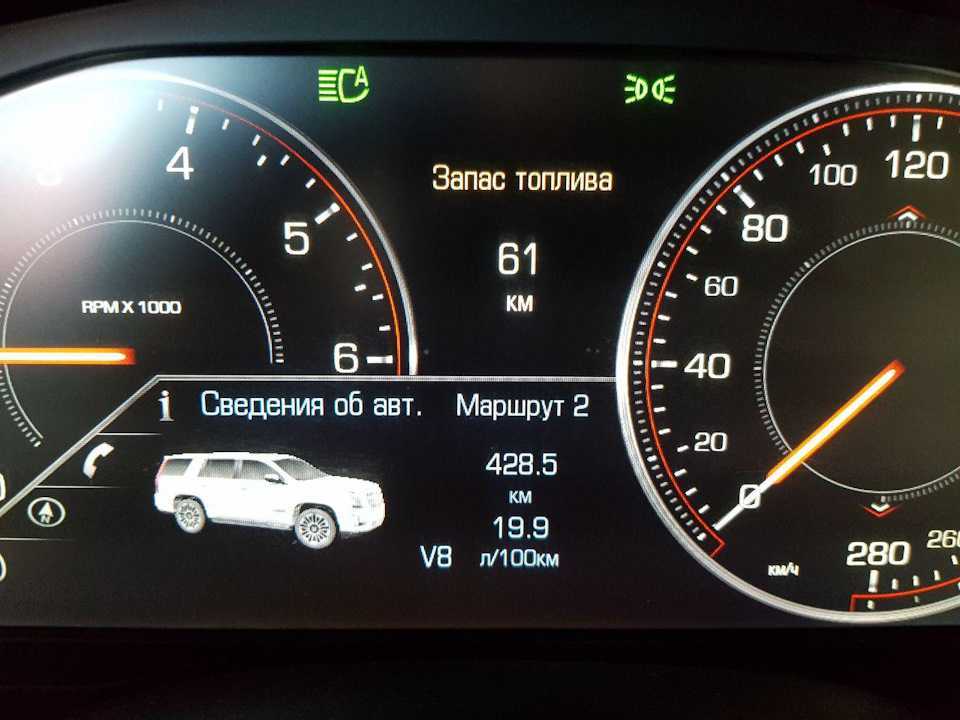 A
Запас топлива
61
км
3
4
5
6
RPM X 1000
0
20
40
60
80
100
120
260
280
км/ч
i Сведения об авт. Маршрут 2
428.5
км
19.9
V8 л/100км